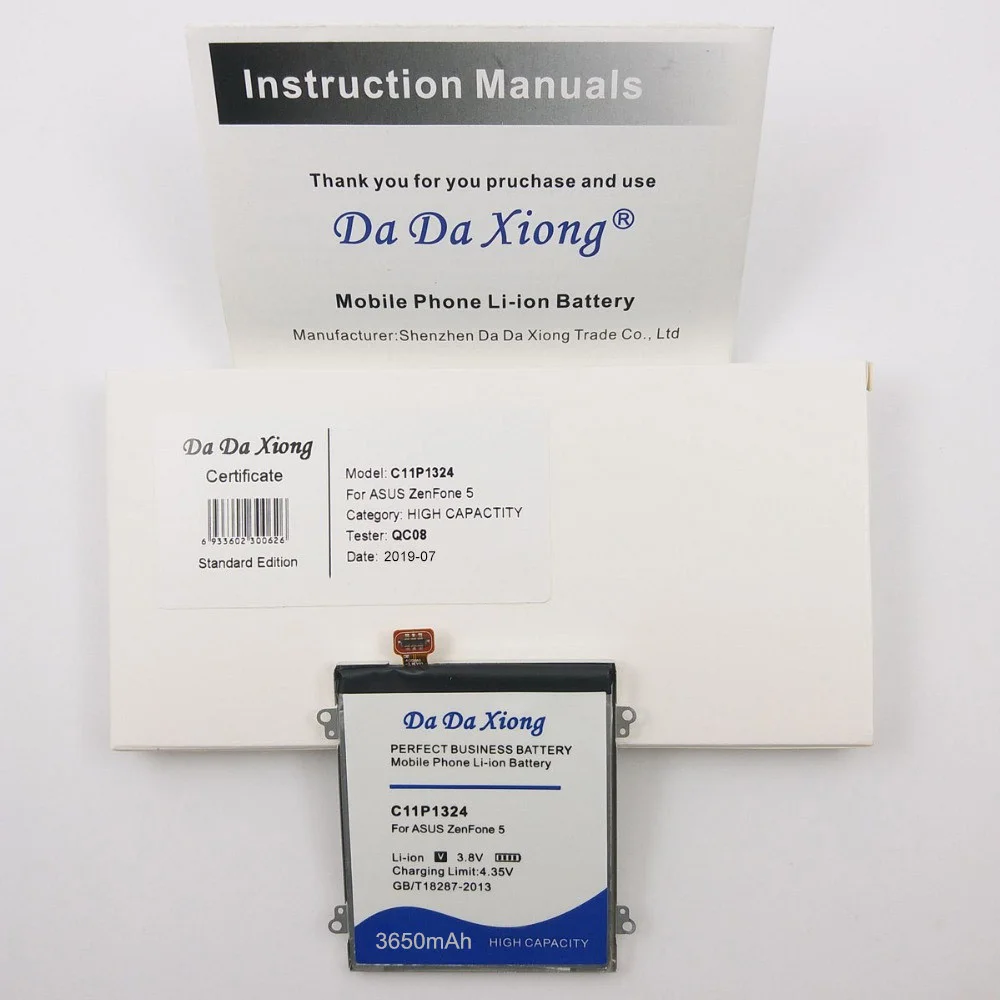 Instruction Manuals
Thank you for you pruchase and use
Da Da Xiong®
Mobile Phone Li-ion Battery
Manufacturer:Shenzhen Da Da Xiong Trade Co., Ltd
Da Da Xiong
Certificate
6 933602 300626
Standard Edition
Model: C11P1324
For ASUS ZenFone 5
Category: HIGH CAPACTITY
Tester: QC08
Date: 2019-07
Da Da Xiong
PERFECT BUSINESS BATTERY
Mobile Phone Li-ion Battery
C11P1324
For ASUS ZenFone 5
Li-ion V 3.8V
Charging Limit:4.35V
GB/T18287-2013
3650mAh HIGH CAPACITY